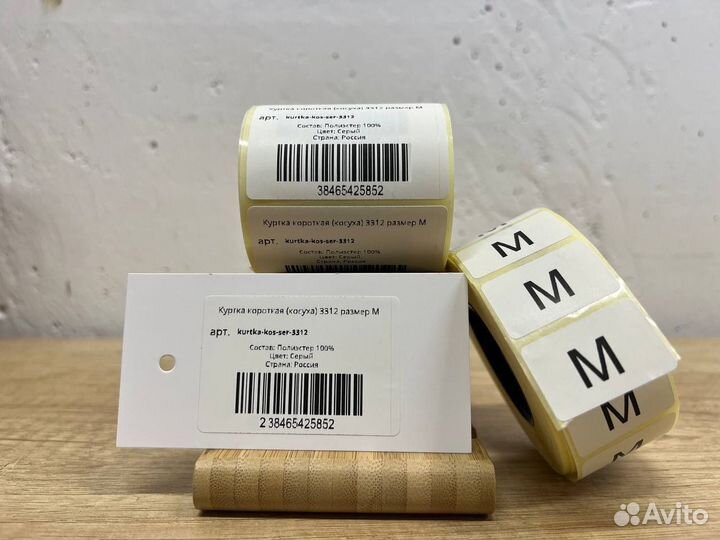 Куртка короткая (косуха) 3312 размер M
арт. kurtka-kos-ser-3312
Состав: Полиэстер 100%
Цвет: Серый
Страна: Россия
38465425852
Куртка короткая (косуха) 3312 размер M
арт. kurtka-kos-ser-3312
Состав: Полиэстер 100%
Цвет: Серый
Куртка короткая (косуха) 3312 размер M
арт. kurtka-kos-ser-3312
Состав: Полиэстер 100%
Цвет: Серый
Страна: Россия
2 38465425852
M
M
M
M
M
Avito